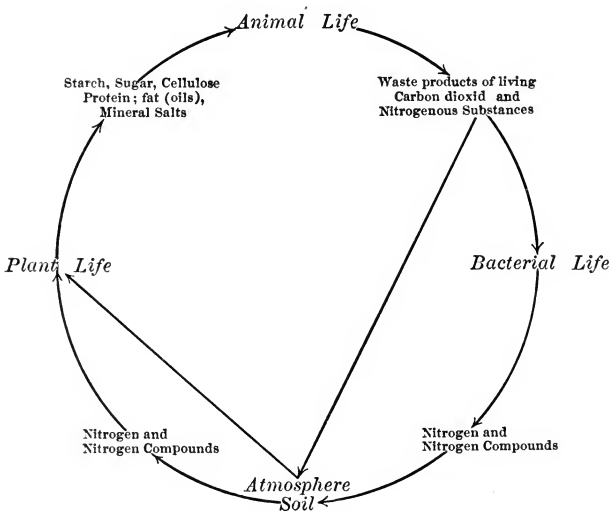 Animal Life
Starch, Sugar, Cellulose
Protein; fat (oils),
Mineral Salts
Waste products of living
Carbon dioxid and
Nitrogenous Substances
Plant Life
Bacterial Life
Nitrogen and
Nitrogen Compounds
Nitrogen and
Nitrogen Compounds
Atmosphere
Soil